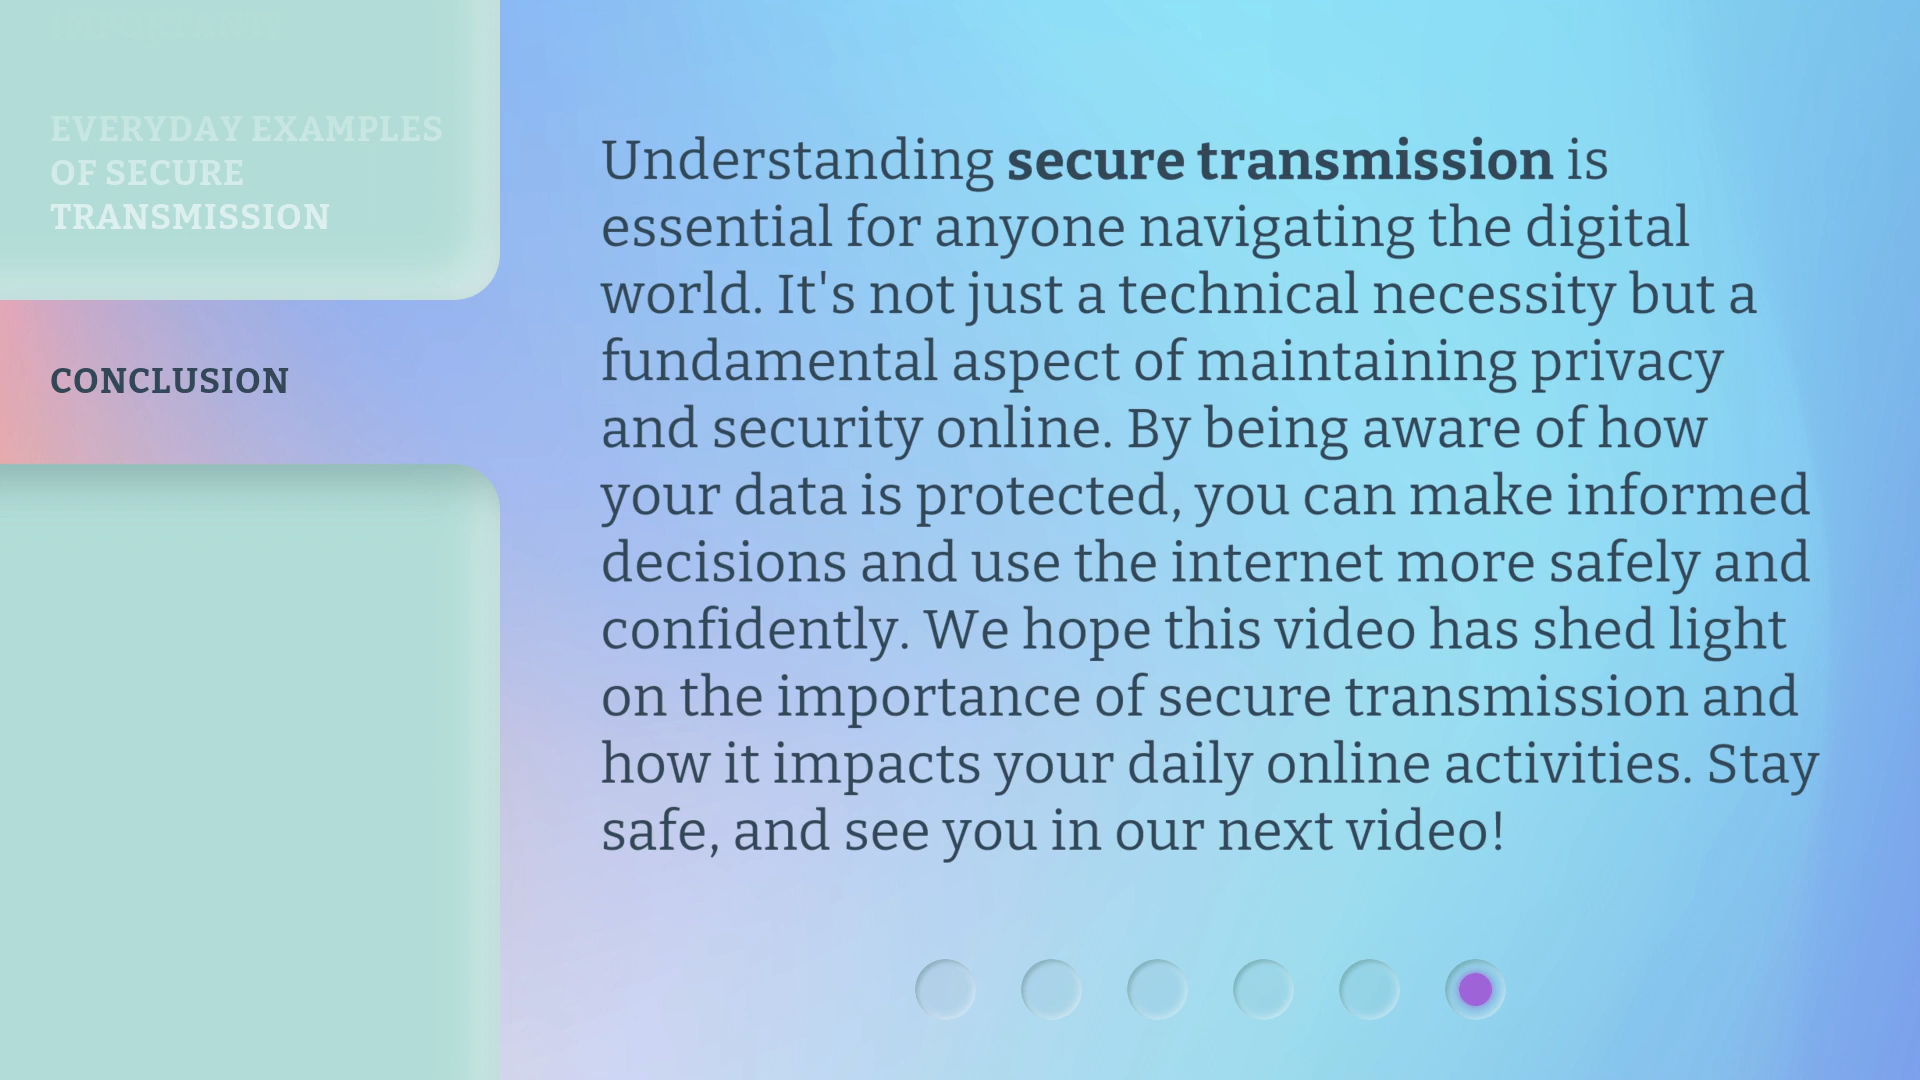 IMPORTANT?
EVERYDAY EXAMPLES
OF SECURE
TRANSMISSION
CONCLUSION
Understanding secure transmission is
essential for anyone navigating the digital
world. It's not just a technical necessity but a
fundamental aspect of maintaining privacy
and security online. By being aware of how
your data is protected, you can make informed
decisions and use the internet more safely and
confidently. We hope this video has shed light
on the importance of secure transmission and
how it impacts your daily online activities. Stay
safe, and see you in our next video!